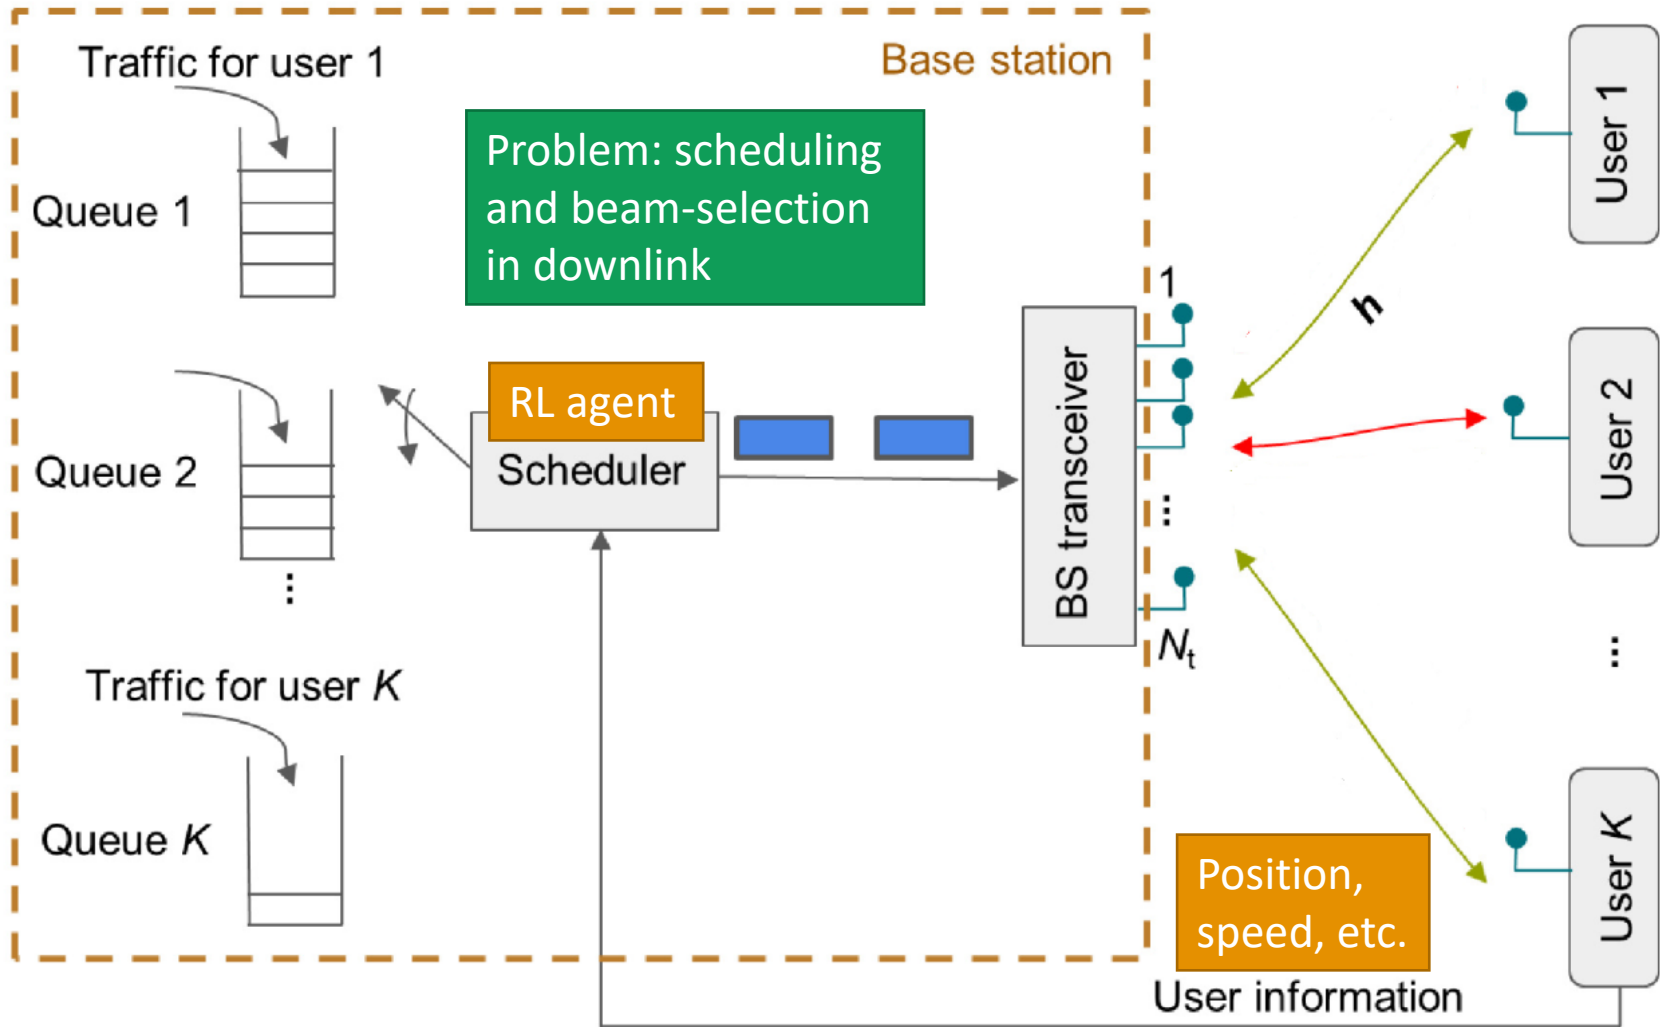 Traffic for user 1
Base station
Problem: scheduling
and beam-selection
in downlink
Queue 1
User 1
1
h
RL agent
Scheduler
Queue 2
...
BS transceiver
...
N_t
User 2
...
Traffic for user K
Queue K
Position,
speed, etc.
User K
User information